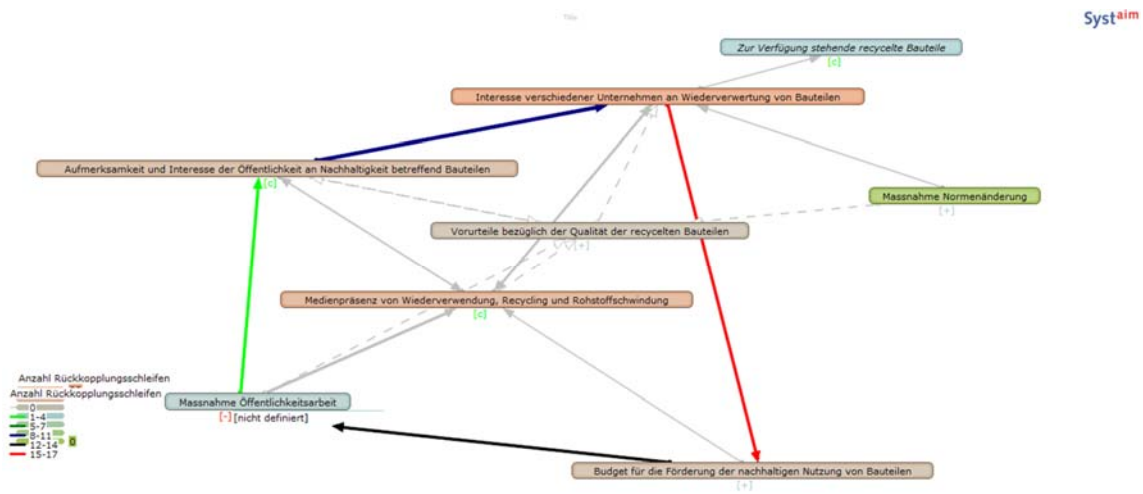 Title
Systaim
Zur Verfügung stehende recycelte Bauteile
[c]
Interesse verschiedener Unternehmen an Wiederverwertung von Bauteilen
Aufmerksamkeit und Interesse der Öffentlichkeit an Nachhaltigkeit betreffend Bauteilen
[c]
Massnahme Normenänderung
[+]
Vorurteile bezüglich der Qualität der recycelten Bauteilen
[+]
Medienpräsenz von Wiederverwendung, Recycling und Rohstoffschwindung
[c]
Anzahl Rückkopplungsschleifen
Anzahl Rückkopplungsschleifen
0
1-4
5-7
8-11
12-14
15-17
0
Massnahme Öffentlichkeitsarbeit
[-] [nicht definiert]
Budget für die Förderung der nachhaltigen Nutzung von Bauteilen
[+]